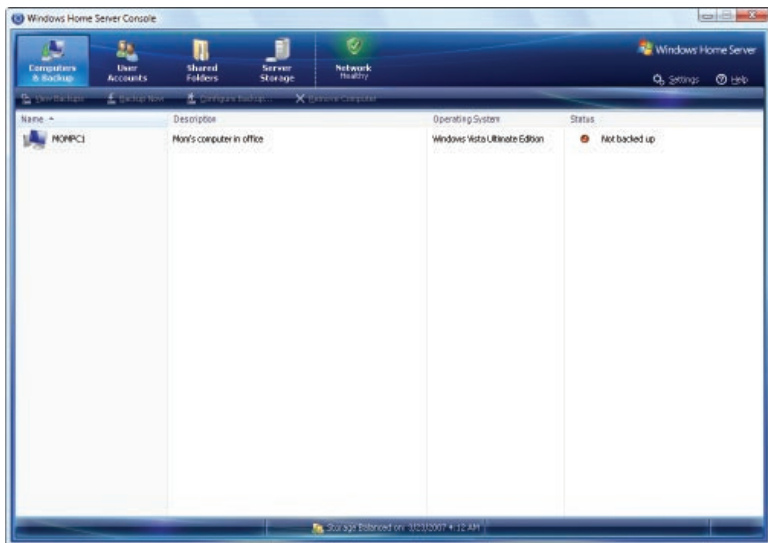 Windows Home Server Console
Computers & Backup
User Accounts
Shared Folders
Server Storage
Network Healthy
Windows Home Server
Settings
Help
View Backups
Backup Now
Configure Backup...
Remove Computer
Name
Description
Operating System
Status
MOMPC1
Mom's computer in office
Windows Vista Ultimate Edition
Not backed up
Storage Balanced on: 3/23/2007 4:12 AM